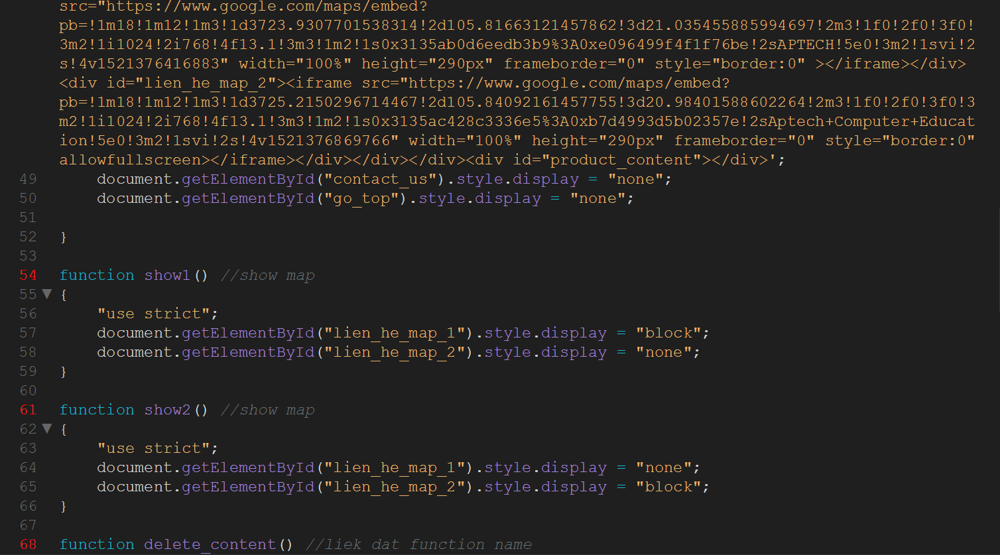 src="https://www.google.com/maps/embed?
pb=!1m18!1m12!1m3!1d3723.9307701538314!2d105.81663121457862!3d21.035455885994697!2m3!1f0!2f0!3f0!
3m2!1i1024!2i768!4f13.1!3m3!1m2!1s0x3135ab0d6eedb3b9%3A0xe096499f4f1f76be!2sAPTECH!5e0!3m2!1svi!2
s!4v1521376416883" width="100%" height="290px" frameborder="0" style="border:0" ></iframe></div>
<div id="lien_he_map_2"><iframe src="https://www.google.com/maps/embed?
pb=!1m18!1m12!1m3!1d3725.2150296714467!2d105.84092161457755!3d20.98401588602264!2m3!1f0!2f0!3f0!3
m2!1i1024!2i768!4f13.1!3m3!1m2!1s0x3135ac428c3336e5%3A0xb7d4993d5b02357e!2sAptech+Computer+Educat
ion!5e0!3m2!1svi!2s!4v1521376869766" width="100%" height="290px" frameborder="0" style="border:0"
allowfullscreen></iframe></div></div></div><div id="product_content"></div>';
49 document.getElementById("contact_us").style.display = "none";
50 document.getElementById("go_top").style.display = "none";
51
52 }
53
54 function show1() //show map
55 ▼ {
56 "use strict";
57 document.getElementById("lien_he_map_1").style.display = "block";
58 document.getElementById("lien_he_map_2").style.display = "none";
59 }
60
61 function show2() //show map
62 ▼ {
63 "use strict";
64 document.getElementById("lien_he_map_1").style.display = "none";
65 document.getElementById("lien_he_map_2").style.display = "block";
66 }
67
68 function delete_content() //liek dat function name